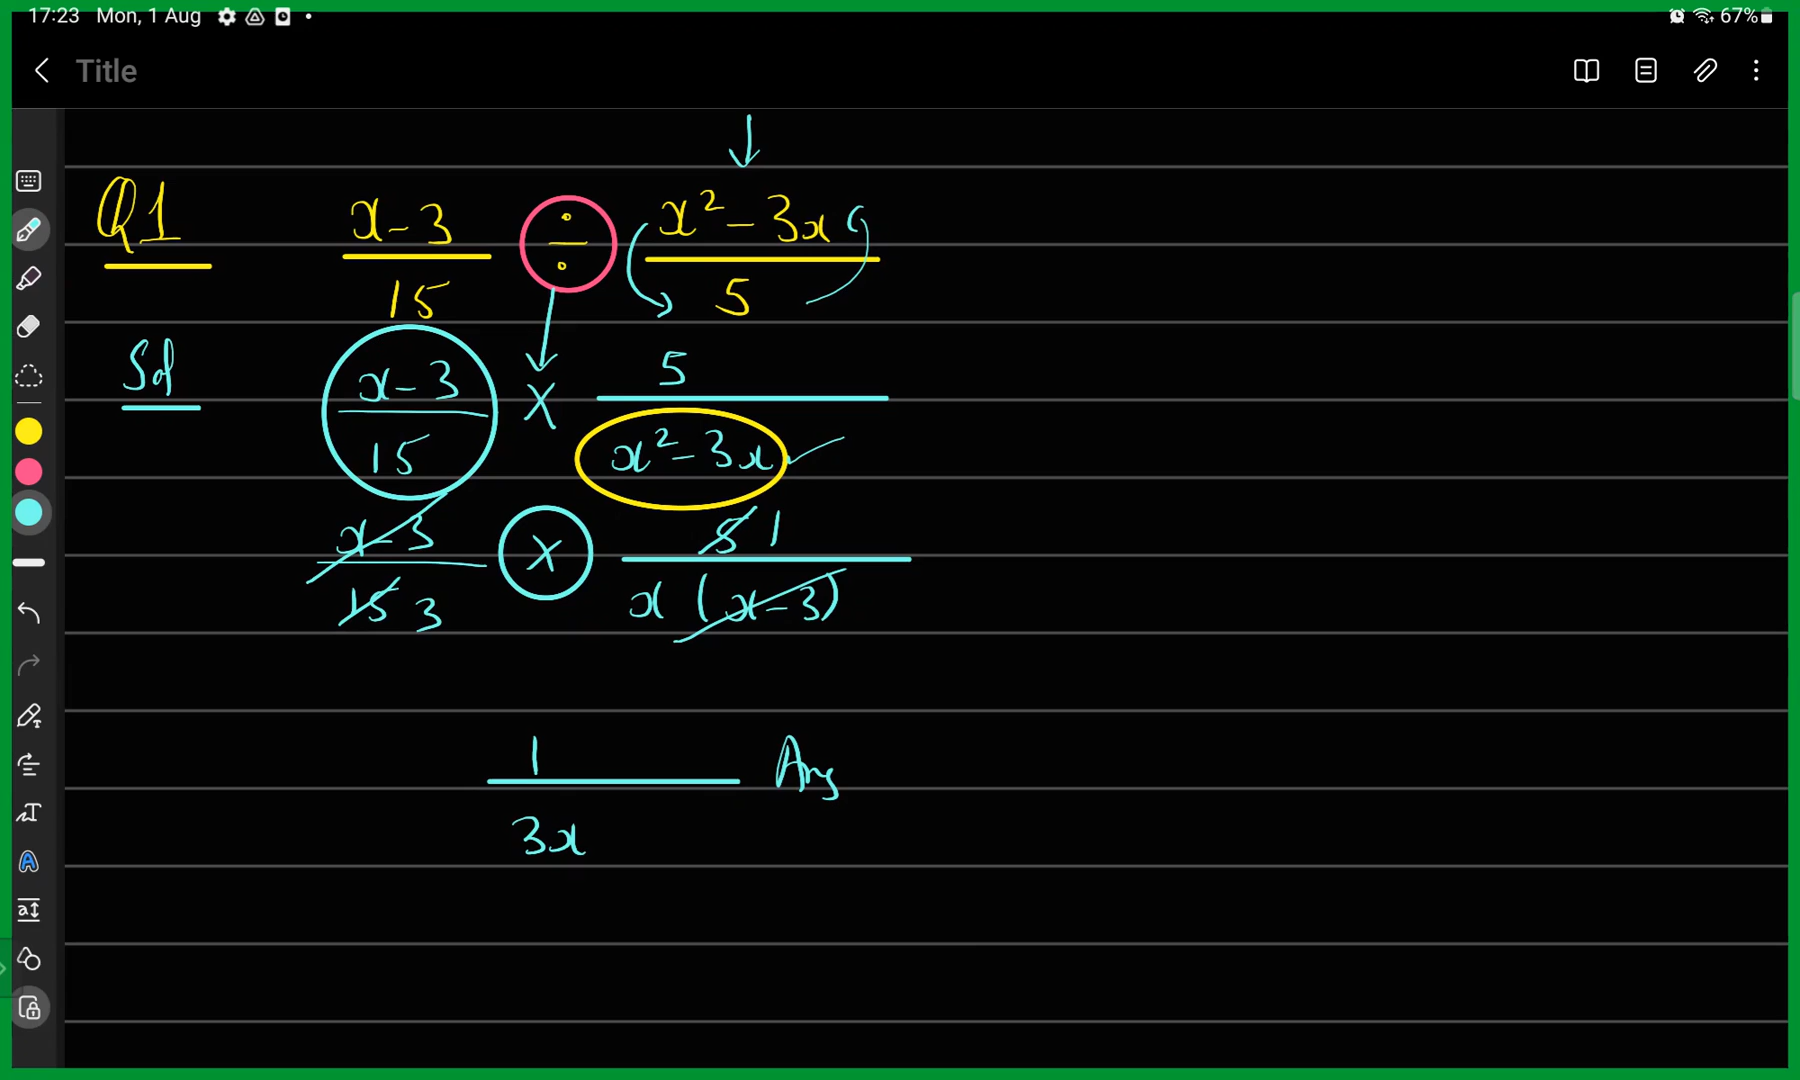 17:23 Mon, 1 Aug 67%
Title
Q1 x-3/15 ÷ x²-3x/5
Sol x-3/15 × 5/x²-3x
x-3/15 3 × 5 1/x(x-3)
1/3x Ans